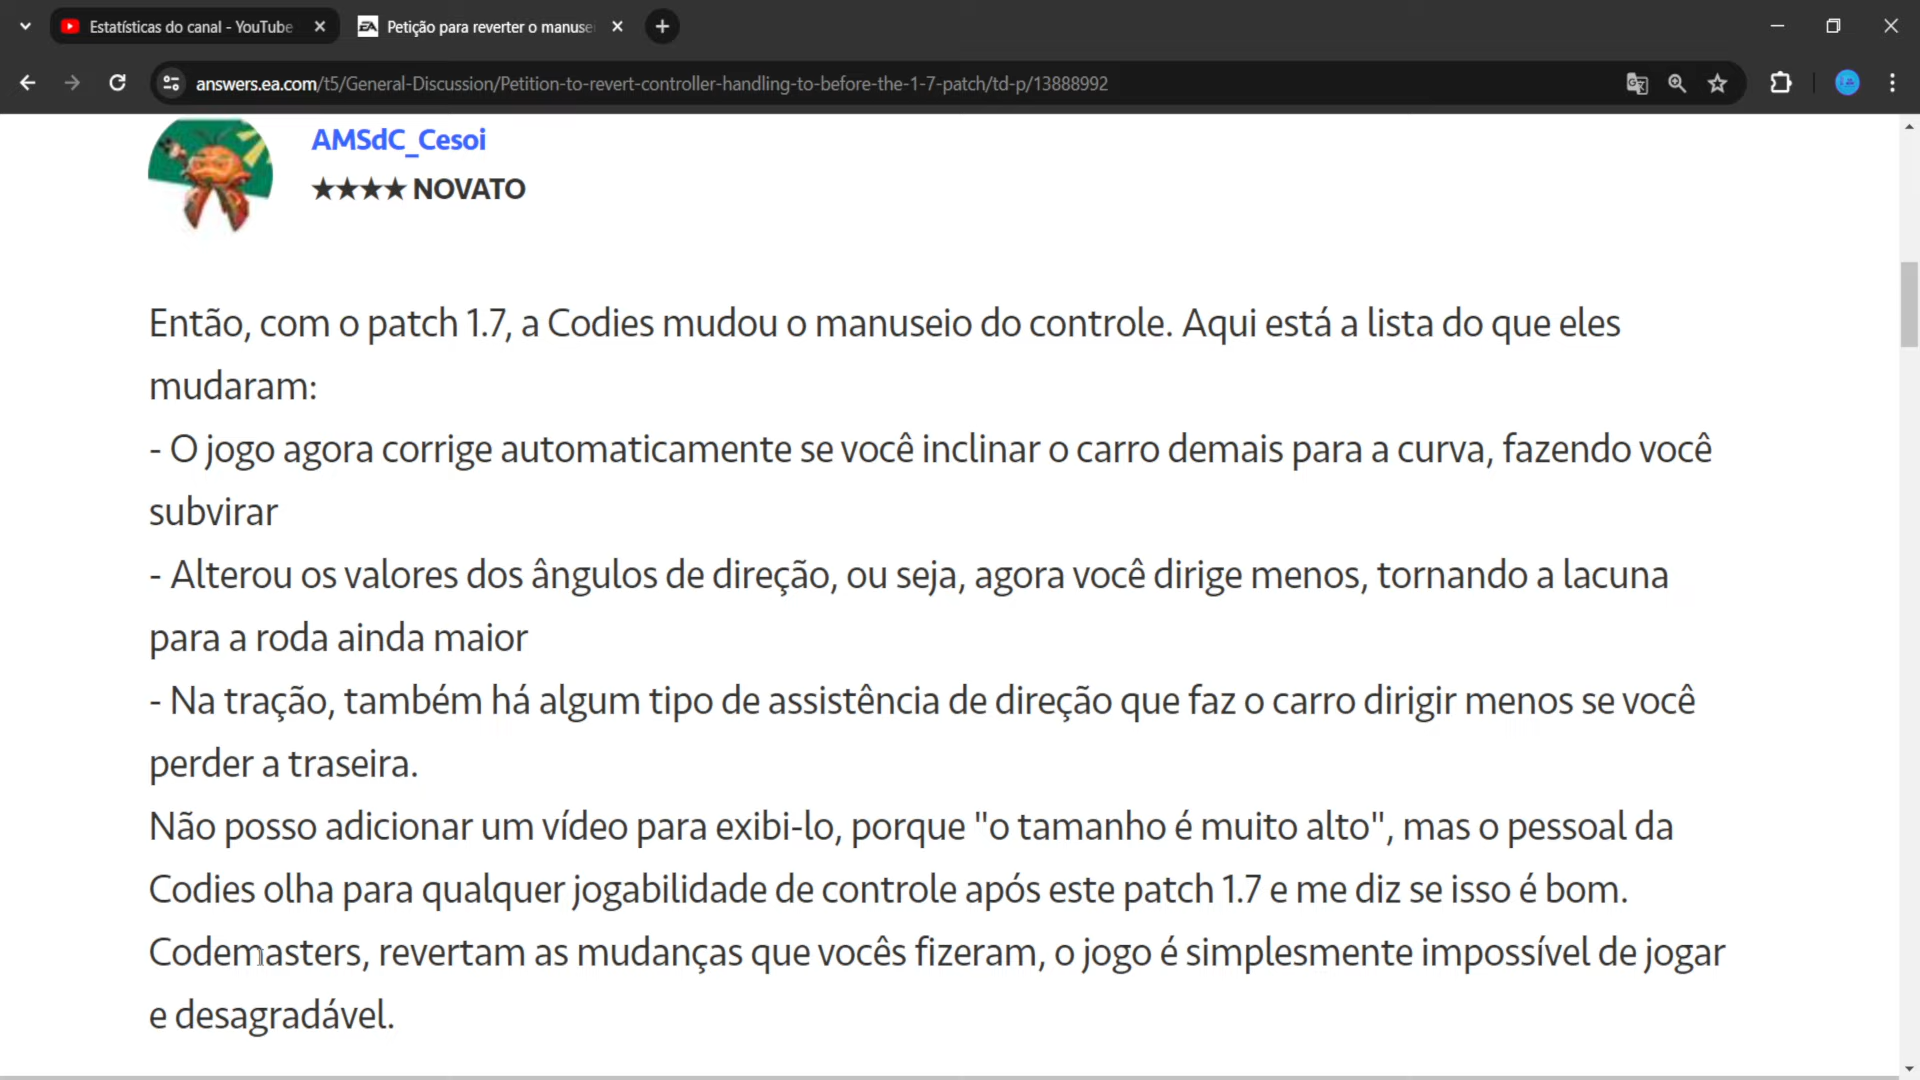 Estatísticas do canal - YouTube
EA Petição para reverter o manuse
answers.ea.com/t5/General-Discussion/Petition-to-revert-controller-handling-to-before-the-1-7-patch/td-p/13888992
AMSdC_Cesoi
★★★★ NOVATO
Então, com o patch 1.7, a Codies mudou o manuseio do controle. Aqui está a lista do que eles
mudaram:
- O jogo agora corrige automaticamente se você inclinar o carro demais para a curva, fazendo você
subvirar
- Alterou os valores dos ângulos de direção, ou seja, agora você dirige menos, tornando a lacuna
para a roda ainda maior
- Na tração, também há algum tipo de assistência de direção que faz o carro dirigir menos se você
perder a traseira.
Não posso adicionar um vídeo para exibi-lo, porque "o tamanho é muito alto", mas o pessoal da
Codies olha para qualquer jogabilidade de controle após este patch 1.7 e me diz se isso é bom.
Codemasters, revertam as mudanças que vocês fizeram, o jogo é simplesmente impossível de jogar
e desagradável.